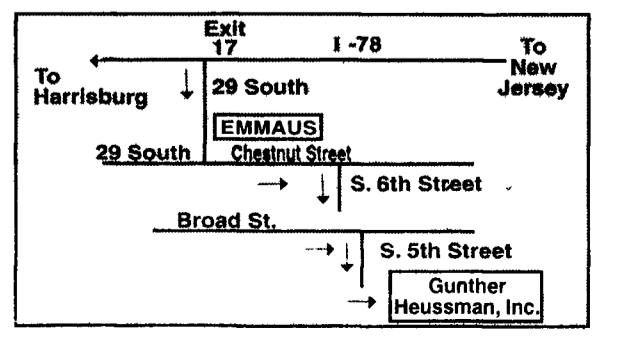 Exit
17
I-78
To
New
Jersey
To
Harrisburg
29 South
EMMAUS
29 South
Chestnut Street
S. 6th Street
Broad St.
S. 5th Street
Gunther
Heussman, Inc.